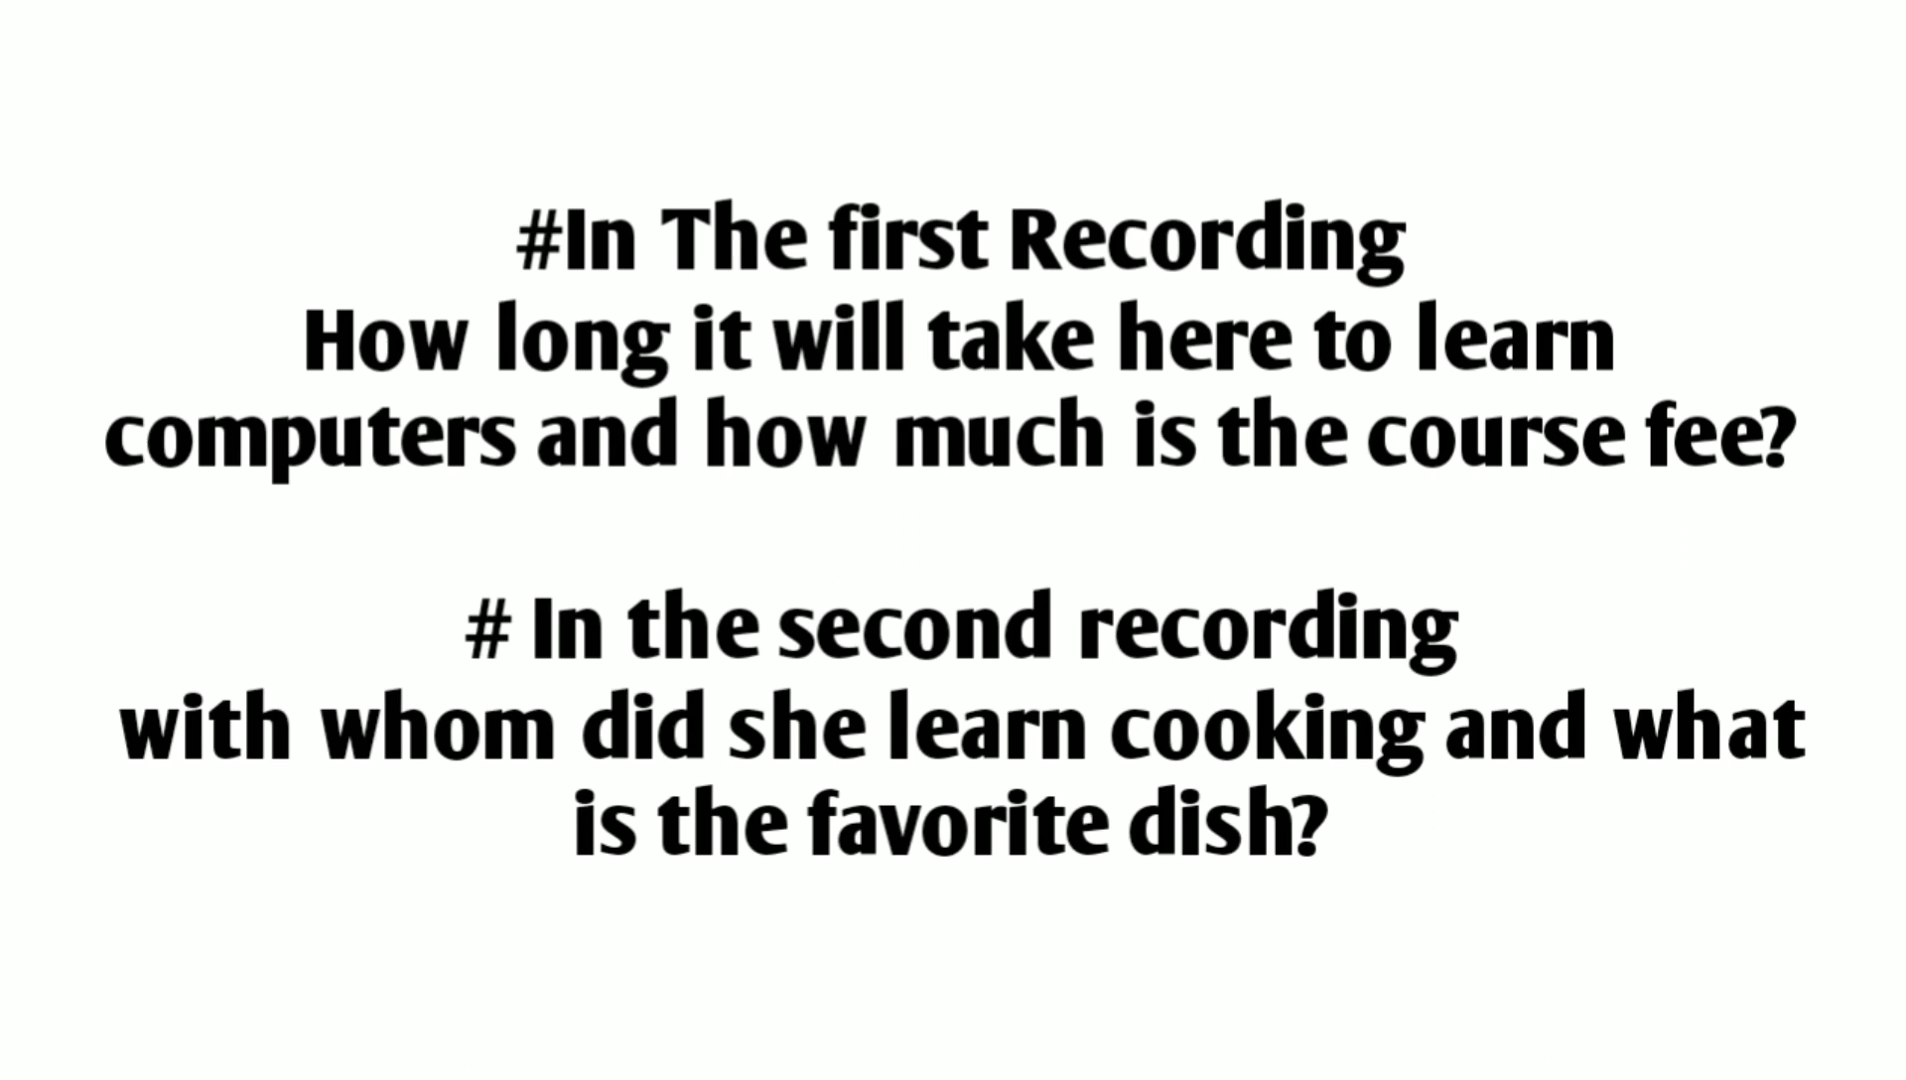 #In The first Recording
How long it will take here to learn
computers and how much is the course fee?
# In the second recording
with whom did she learn cooking and what
is the favorite dish?